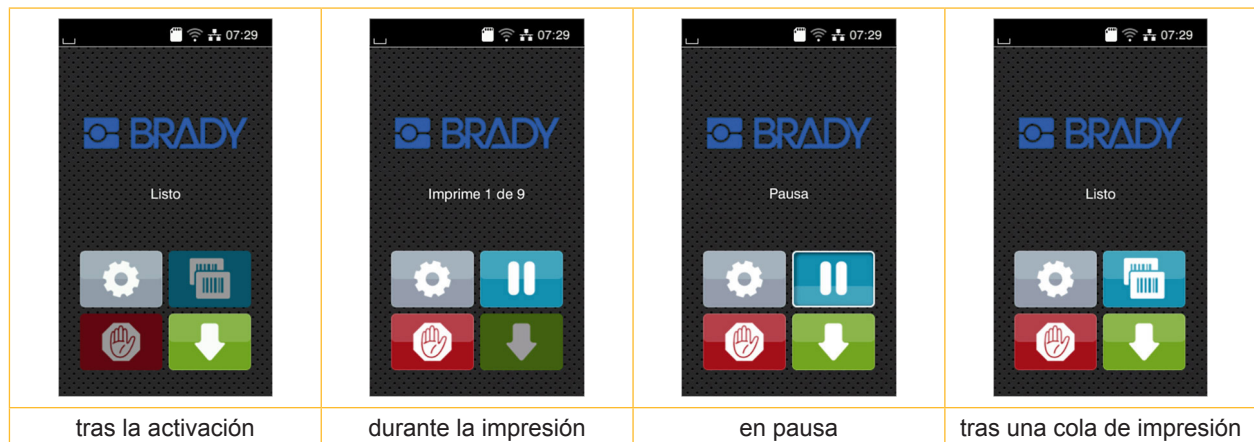 07:29
BRADY
Listo
tras la activación
07:29
BRADY
Imprime 1 de 9
durante la impresión
07:29
BRADY
Pausa
en pausa
07:29
BRADY
Listo
tras una cola de impresión